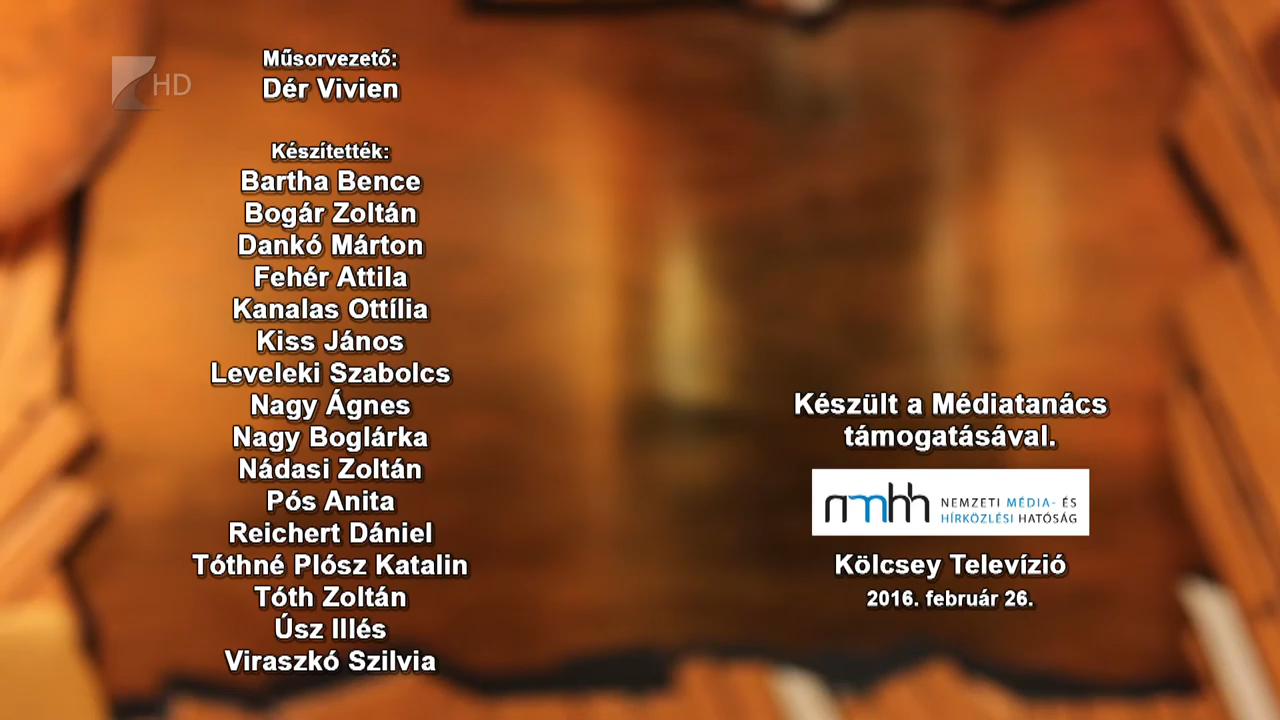 HD
Műsorvezető:
Dér Vivien
Készítették:
Bartha Bence
Bogár Zoltán
Dankó Márton
Fehér Attila
Kanalas Ottília
Kiss János
Leveleki Szabolcs
Nagy Ágnes
Nagy Boglárka
Nádasi Zoltán
Pós Anita
Reichert Dániel
Tóthné Plósz Katalin
Tóth Zoltán
Úsz Illés
Viraszkó Szilvia
Készült a Médiatanács
támogatásával.
nmhh
NEMZETI MÉDIA- ÉS
HÍRKÖZLÉSI HATÓSÁG
Kölcsey Televízió
2016. február 26.